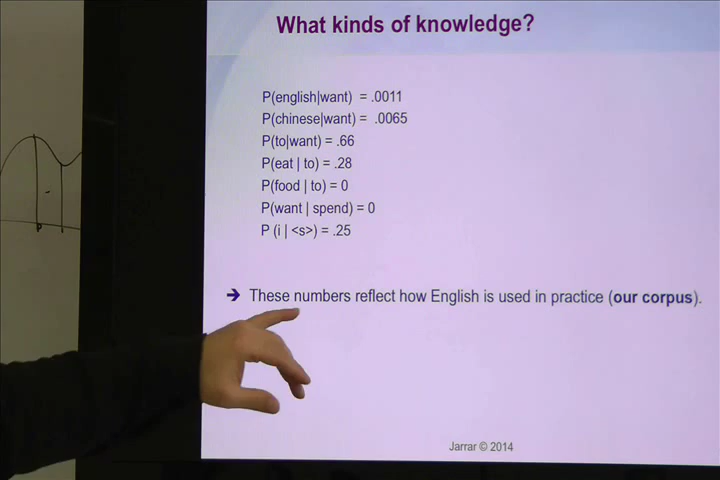 What kinds of knowledge?
P(english|want) = .0011
P(chinese|want) = .0065
P(to|want) = .66
P(eat | to) = .28
P(food | to) = 0
P(want | spend) = 0
P (i | <s>) = .25
➔ These numbers reflect how English is used in practice (our corpus).
Jarrar © 2014